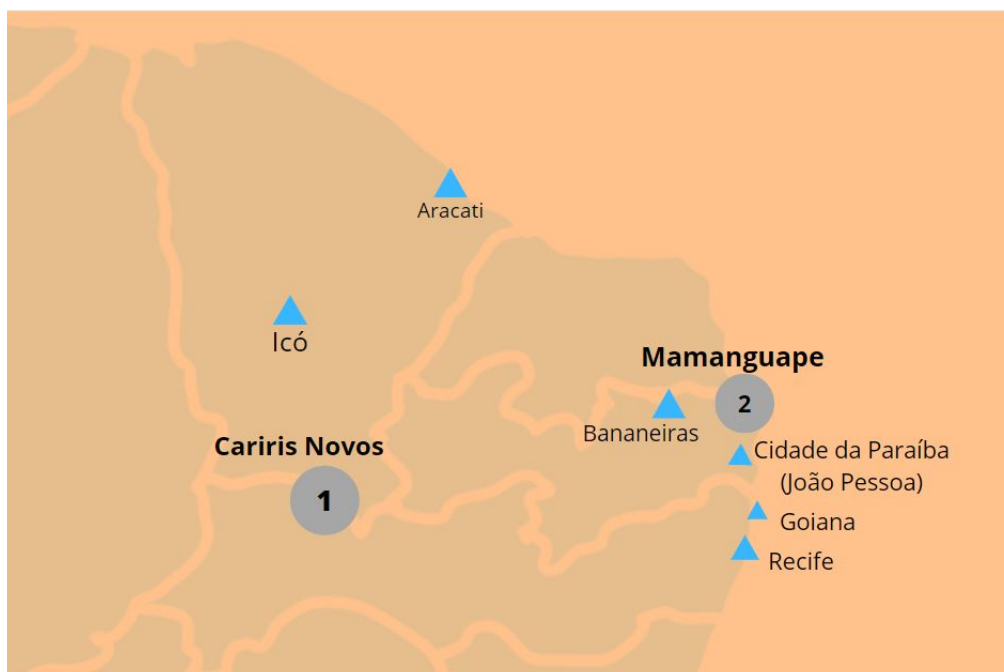 Aracati
Icó
Mamanguape
2
Bananeiras
Cariris Novos
1
Cidade da Paraíba
(João Pessoa)
Goiana
Recife